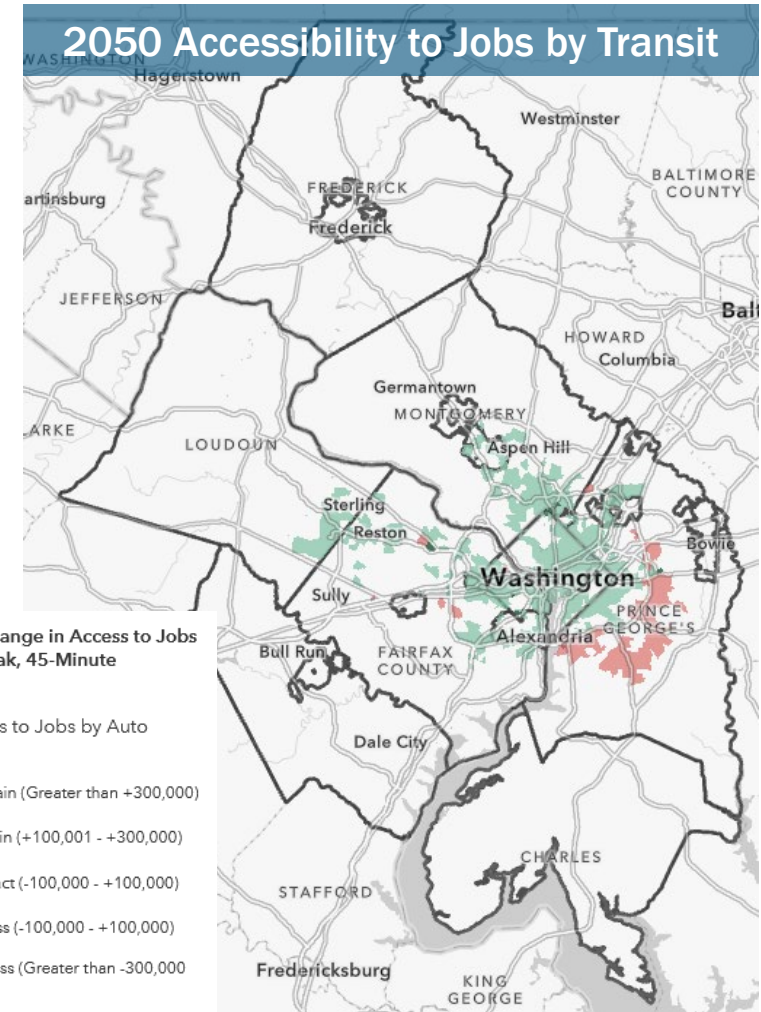 2050 Accessibility to Jobs by Transit
WASHINGTON
Hagerstown
Westminster
BALTIMORE
COUNTY
FREDERICK
artinsburg
Frederick
JEFFERSON
Balt
HOWARD
Columbia
Germantown
MONTGOMERY
ARKE
LOUDOUN
Aspen Hill
Sterling
Reston
Bowie
Washington
Sully
PRINCE
GEORGE'S
Alexandria
Bull Run
FAIRFAX
COUNTY
ange in Access to Jobs
ak, 45-Minute
s to Jobs by Auto
ain (Greater than +300,000)
in (+100,001 - +300,000)
act (-100,000 - +100,000)
ss (-100,000 - +100,000)
ss (Greater than -300,000
Dale City
CHARLES
STAFFORD
Fredericksburg
KING
GEORGE